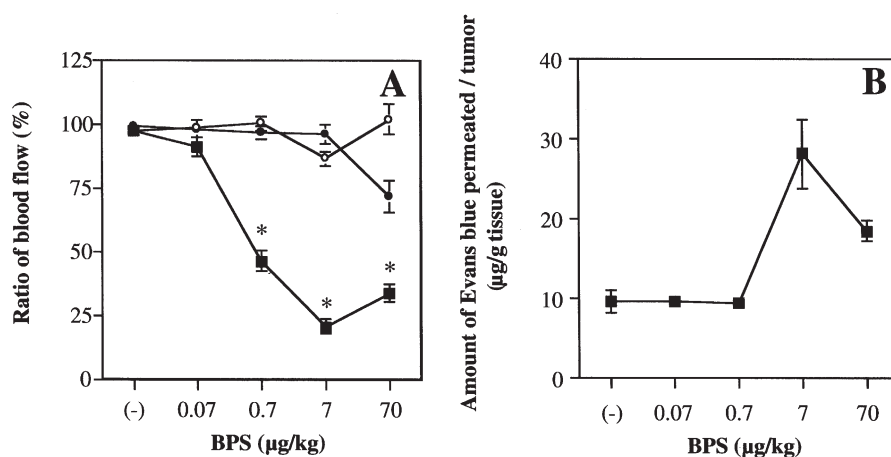 A
Ratio of blood flow (%)
125
100
75
50
25
0
*
*
*
(-) 0.07 0.7 7 70
BPS (µg/kg)
B
Amount of Evans blue permeated / tumor
(µg/g tissue)
40
30
20
10
0
(-) 0.07 0.7 7 70
BPS (µg/kg)